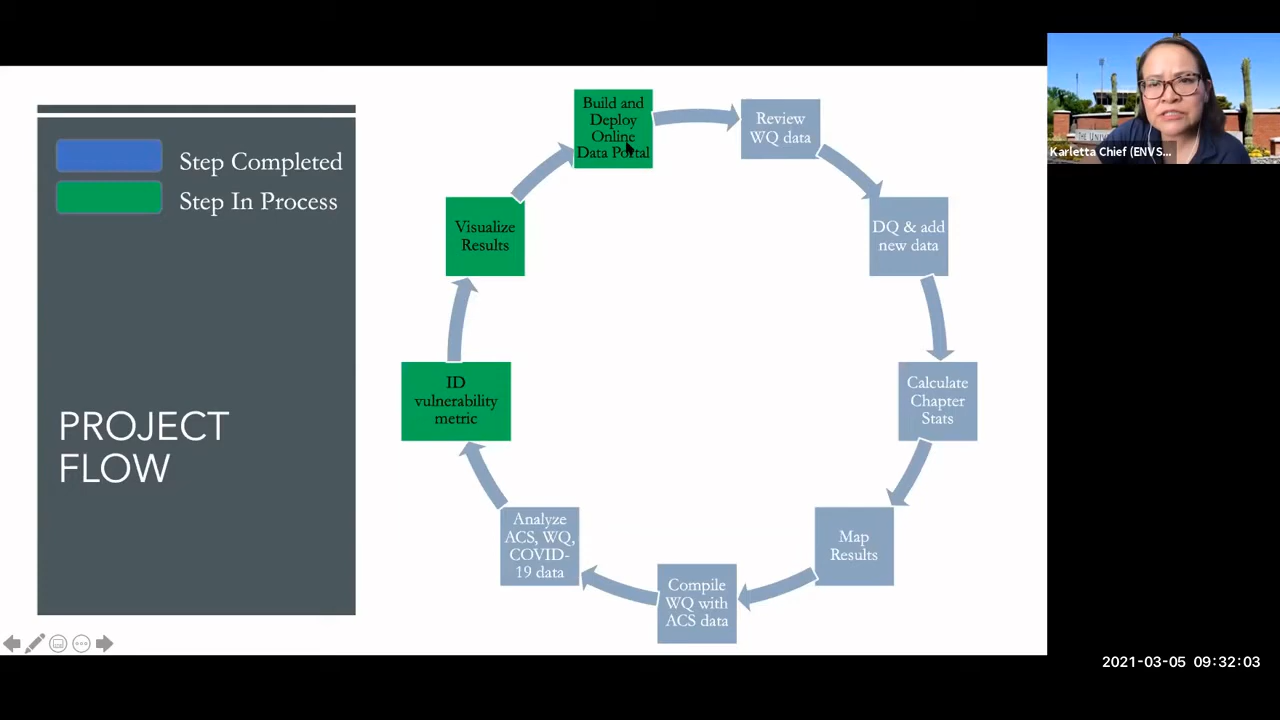 Step Completed
Step In Process
PROJECT
FLOW
Build and
Deploy
Online
Data Portal
Review
WQ data
DQ & add
new data
Calculate
Chapter
Stats
Map
Results
Compile
WQ with
ACS data
Analyze
ACS, WQ,
COVID-
19 data
ID
vulnerability
metric
Visualize
Results
Karletta Chief (ENVS...
2021-03-05 09:32:03